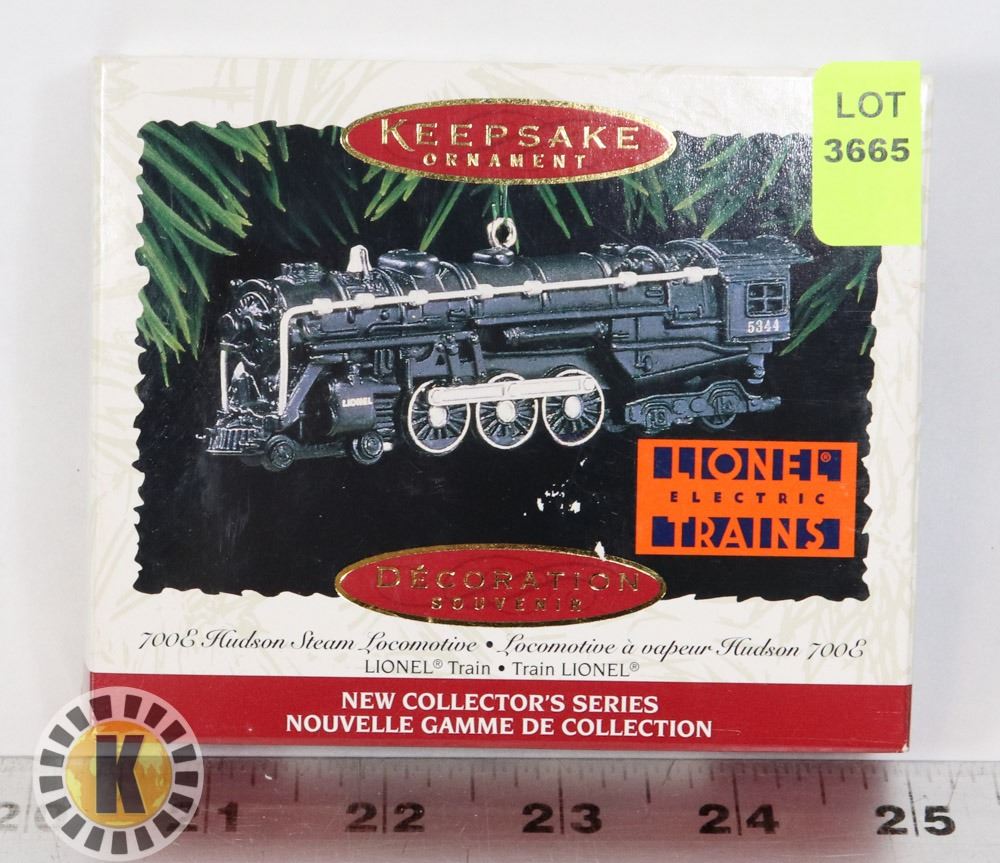 LOT
3665
KEEPSAKE
ORNAMENT
5344
LIONEL
LIONEL®
ELECTRIC
TRAINS
DÉCORATION
SOUVENIR
700E Hudson Steam Locomotive • Locomotive à vapeur Hudson 700E
LIONEL® Train • Train LIONEL®
NEW COLLECTOR'S SERIES
NOUVELLE GAMME DE COLLECTION
K
21 22 23 24 25